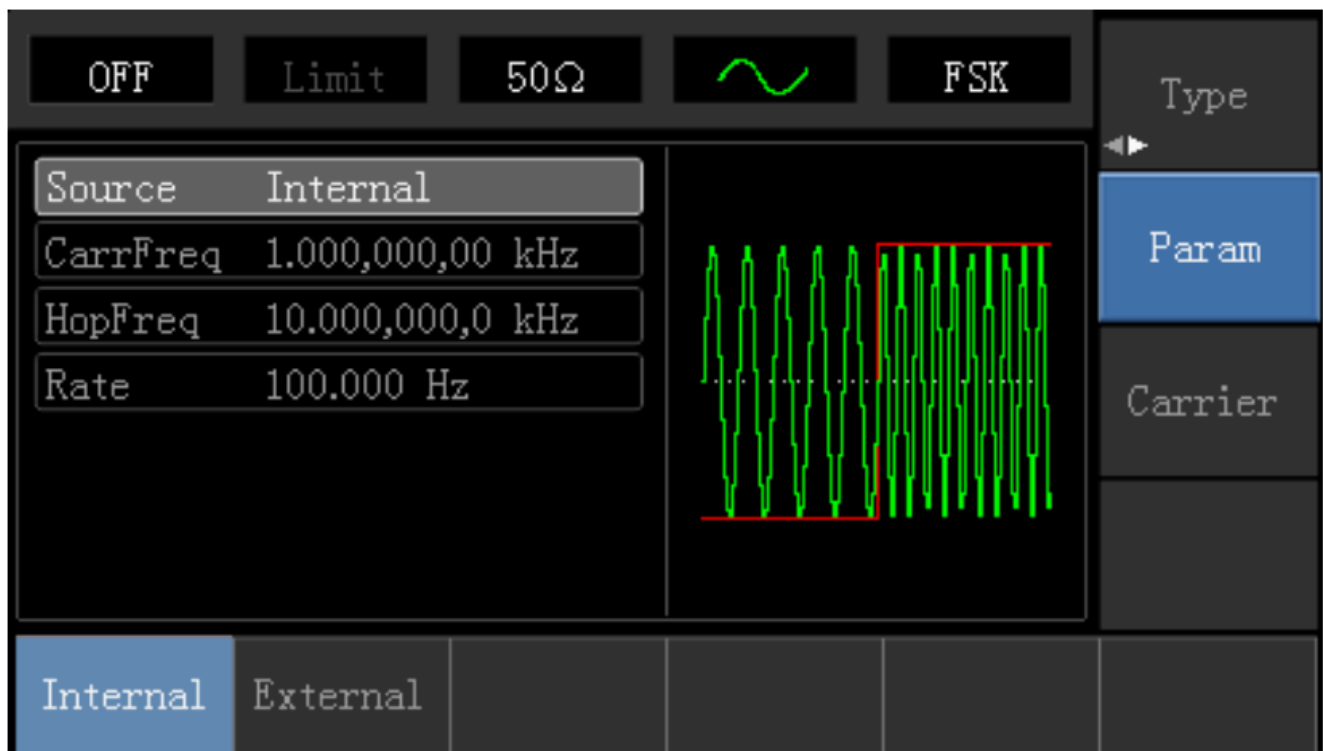 OFF Limit 50Ω FSK
Type
Source Internal
CarrFreq 1.000,000,00 kHz
HopFreq 10.000,000,0 kHz
Rate 100.000 Hz
Param
Carrier
Internal External